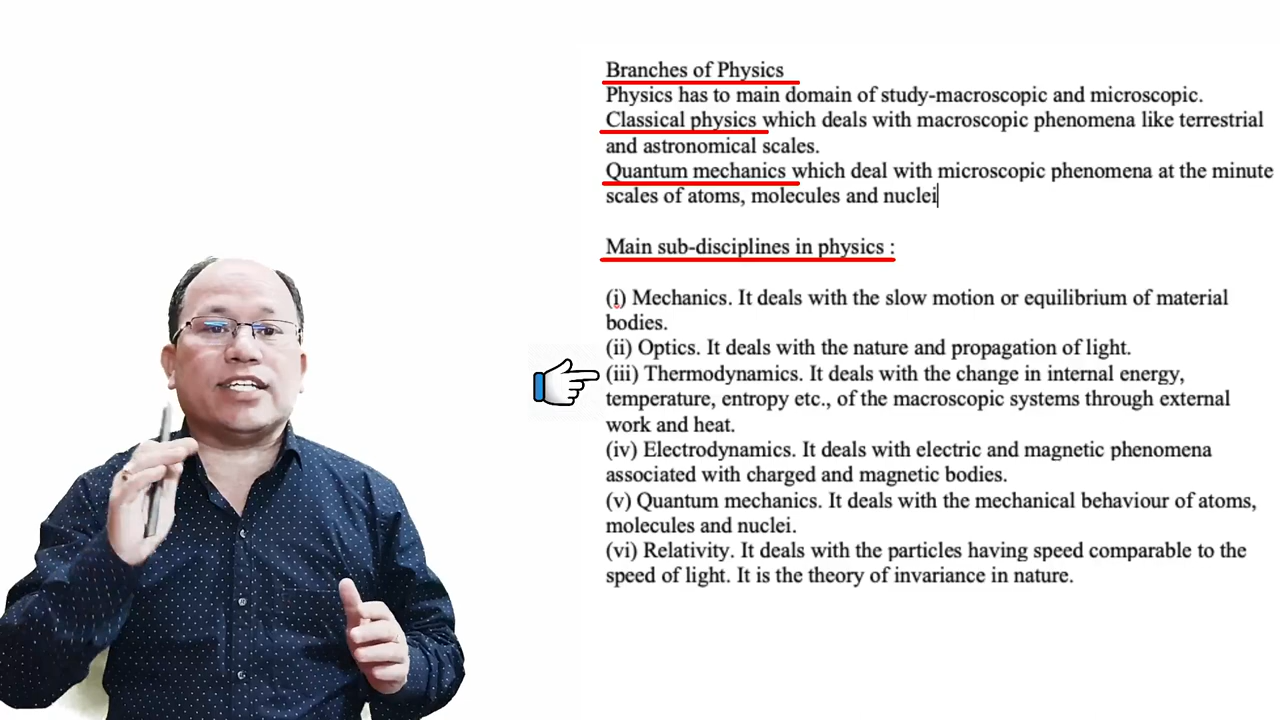 Branches of Physics
Physics has to main domain of study-macroscopic and microscopic.
Classical physics which deals with macroscopic phenomena like terrestrial
and astronomical scales.
Quantum mechanics which deal with microscopic phenomena at the minute
scales of atoms, molecules and nuclei
Main sub-disciplines in physics :
(i) Mechanics. It deals with the slow motion or equilibrium of material
bodies.
(ii) Optics. It deals with the nature and propagation of light.
(iii) Thermodynamics. It deals with the change in internal energy,
temperature, entropy etc., of the macroscopic systems through external
work and heat.
(iv) Electrodynamics. It deals with electric and magnetic phenomena
associated with charged and magnetic bodies.
(v) Quantum mechanics. It deals with the mechanical behaviour of atoms,
molecules and nuclei.
(vi) Relativity. It deals with the particles having speed comparable to the
speed of light. It is the theory of invariance in nature.